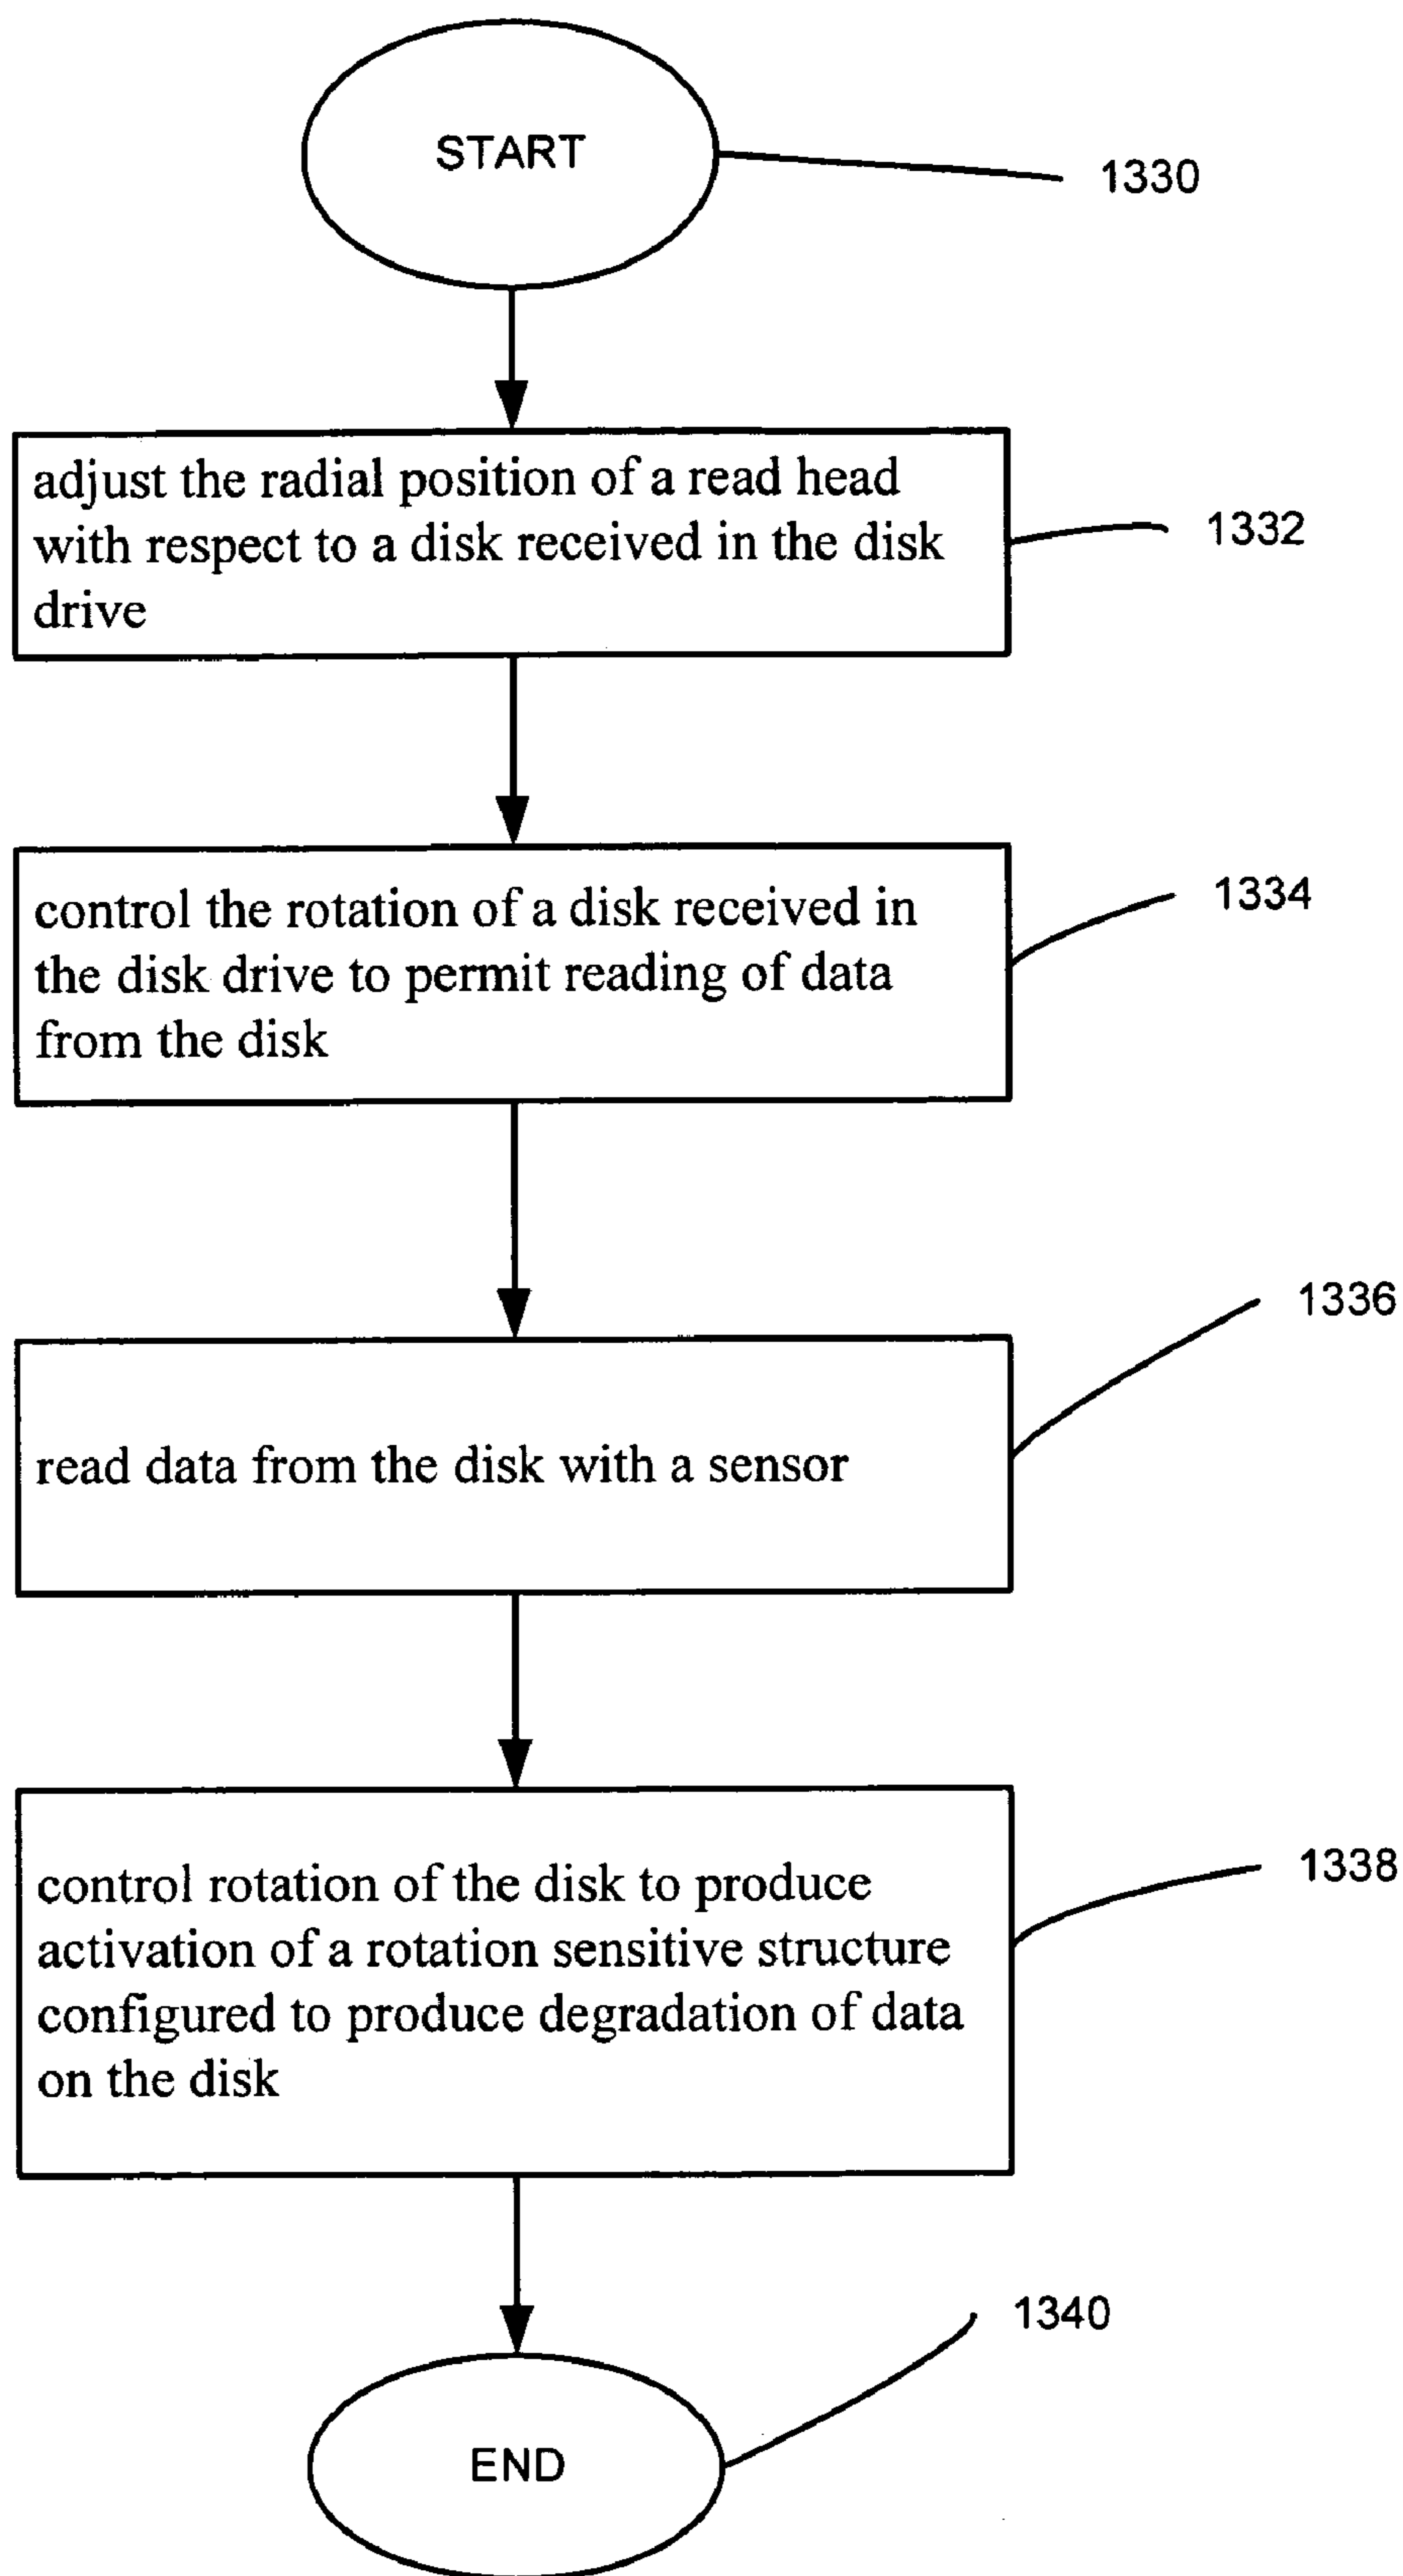 START
1330
adjust the radial position of a read head
with respect to a disk received in the disk
drive
1332
control the rotation of a disk received in
the disk drive to permit reading of data
from the disk
1334
1336
read data from the disk with a sensor
control rotation of the disk to produce
activation of a rotation sensitive structure
configured to produce degradation of data
on the disk
1338
1340
END